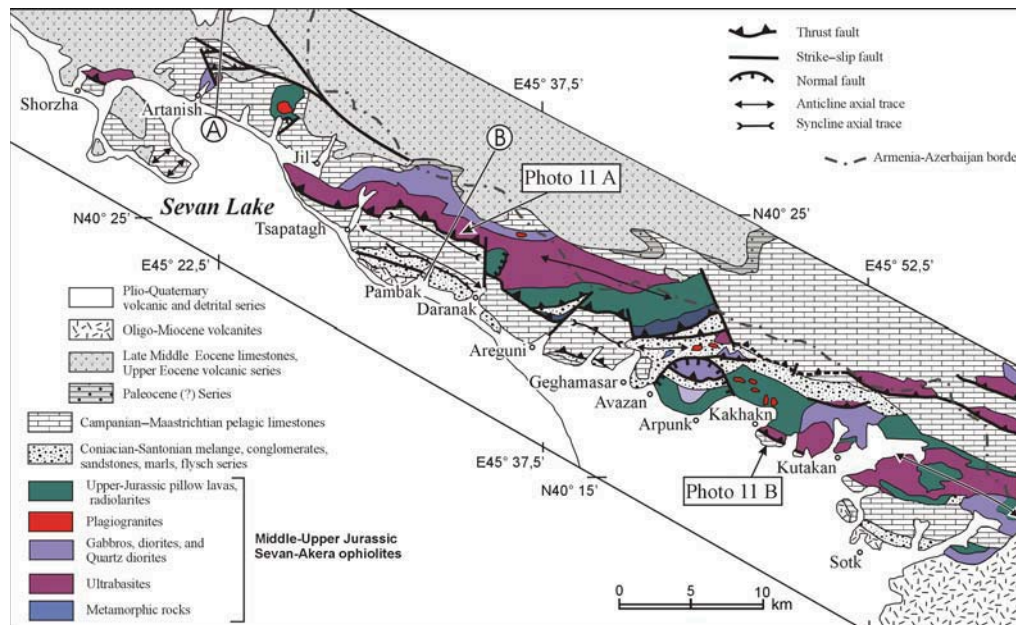 Thrust fault
Strike–slip fault
Normal fault
Anticline axial trace
Syncline axial trace
Armenia-Azerbaijan borde
E45° 37,5'
Shorzha
Artanish
A
B
Jil
Photo 11 A
Sevan Lake
N40° 25'
N40° 25'
Tsapatagh
E45° 22,5'
E45° 52,5'
Pambak
Daranak
Areguni
Geghamasar
Avazan
Arpunk
Kakhakn
Kutakan
Photo 11 B
Sotk
E45° 37,5'
N40° 15'
Plio-Quaternary
volcanic and detrital series
Oligo-Miocene volcanites
Late Middle Eocene limestones,
Upper Eocene volcanic series
Paleocene (?) Series
Campanian–Maastrichtian pelagic limestones
Coniacian-Santonian melange, conglomerates,
sandstones, marls, flysch series
Upper-Jurassic pillow lavas,
radiolarites
Plagiogranites
Gabbros, diorites, and
Quartz diorites
Ultrabasites
Metamorphic rocks
Middle-Upper Jurassic
Sevan-Akera ophiolites
0 5 10
km